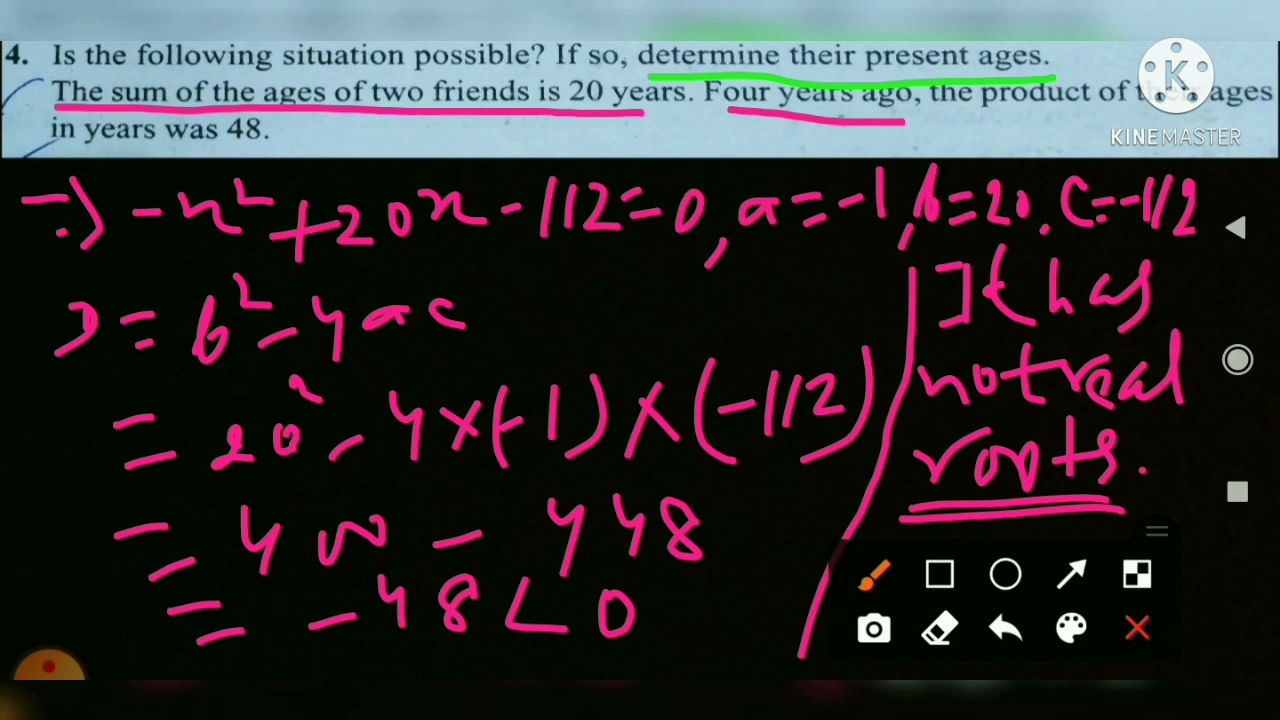 4. Is the following situation possible? If so, determine their present ages.
The sum of the ages of two friends is 20 years. Four years ago, the product of their ages
in years was 48.
K
KINEMASTER
⇒) -x²+20x-112=0, a=-1, b=20, C=-112
D = b²-4ac
= 20²-4×(-1)×(-112)
= 400 - 448
= -48<0
It has
not real
roots.